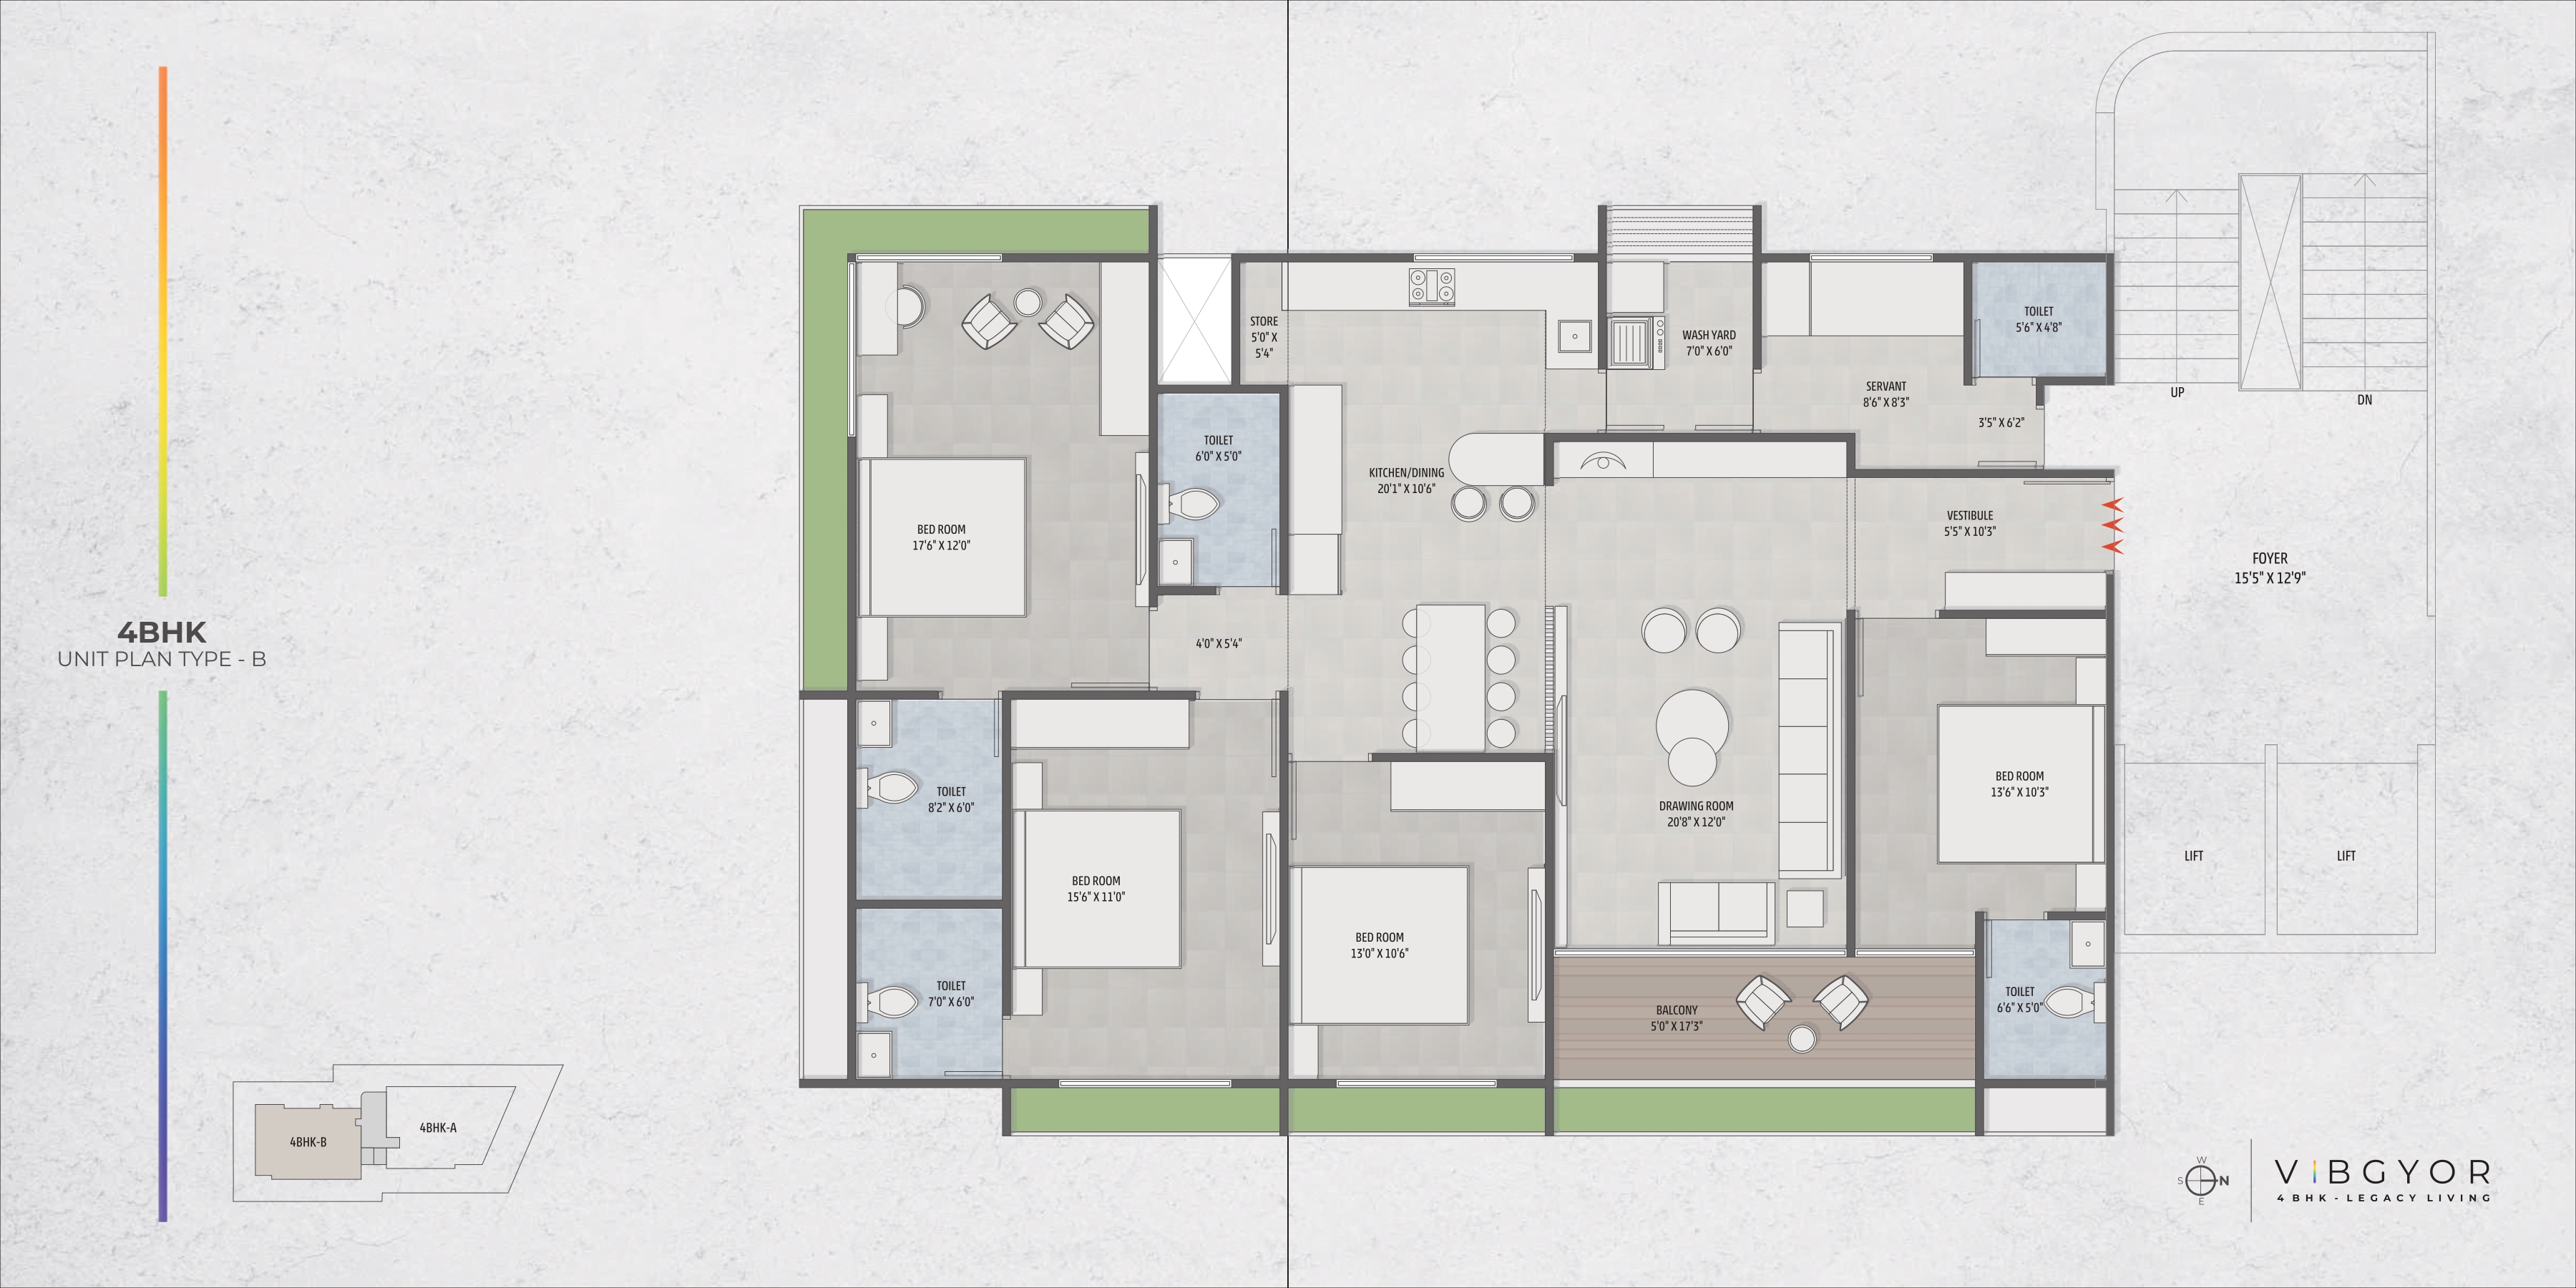 4BHK
UNIT PLAN TYPE - B
BED ROOM
17'6" X 12'0"
TOILET
6'0" X 5'0"
STORE
5'0" X
5'4"
KITCHEN/DINING
20'1" X 10'6"
WASH YARD
7'0" X 6'0"
SERVANT
8'6" X 8'3"
3'5" X 6'2"
TOILET
5'6" X 4'8"
UP
DN
VESTIBULE
5'5" X 10'3"
FOYER
15'5" X 12'9"
4'0" X 5'4"
TOILET
8'2" X 6'0"
BED ROOM
15'6" X 11'0"
BED ROOM
13'0" X 10'6"
DRAWING ROOM
20'8" X 12'0"
BED ROOM
13'6" X 10'3"
LIFT
LIFT
TOILET
7'0" X 6'0"
BALCONY
5'0" X 17'3"
TOILET
6'6" X 5'0"
4BHK-B
4BHK-A
W
S
N
E
VIBGYOR
4 BHK - LEGACY LIVING